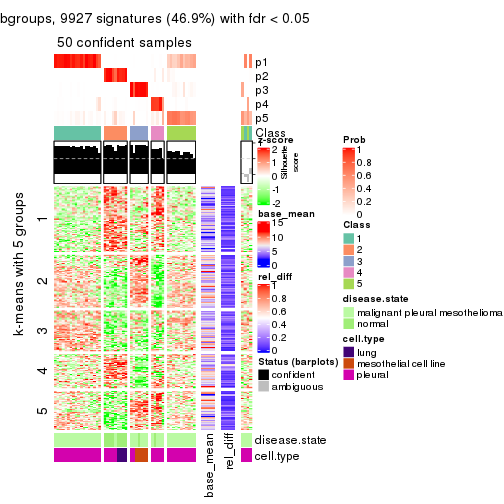 bgroups, 9927 signatures (46.9%) with fdr < 0.05
50 confident samples
p1
p2
p3
p4
p5
Class
k-means with 5 groups
1
2
3
4
5
base_mean
rel_diff
disease.state
cell.type
z-score
2
1
0
-1
-2
Silhouette
score
base_mean
15
10
5
0
rel_diff
1
0.8
0.6
0.4
0.2
0
Status (barplots)
confident
ambiguous
Prob
1
0.8
0.6
0.4
0.2
0
Class
1
2
3
4
5
disease.state
malignant pleural mesothelioma
normal
cell.type
lung
mesothelial cell line
pleural